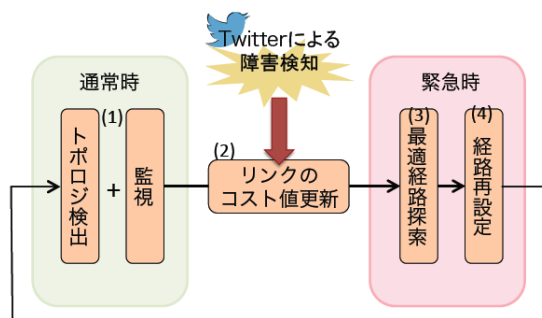 Twitterによる
障害検知
通常時
緊急時
(1)
トポロジ検出
+
監視
(2)
リンクの
コスト値更新
(3)
最適経路探索
(4)
経路再設定